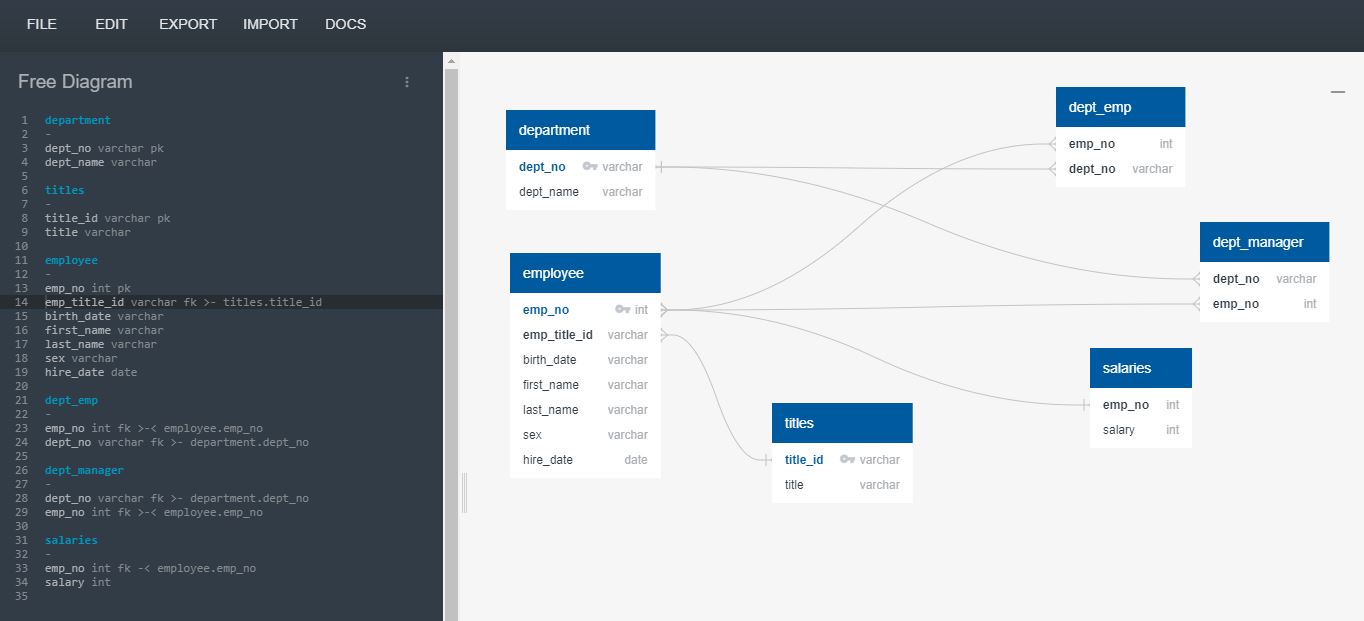 FILE EDIT EXPORT IMPORT DOCS
Free Diagram
1 department
2 -
3 dept_no varchar pk
4 dept_name varchar
5
6 titles
7 -
8 title_id varchar pk
9 title varchar
10
11 employee
12 -
13 emp_no int pk
14 emp_title_id varchar fk >- titles.title_id
15 birth_date varchar
16 first_name varchar
17 last_name varchar
18 sex varchar
19 hire_date date
20
21 dept_emp
22 -
23 emp_no int fk >-< employee.emp_no
24 dept_no varchar fk >- department.dept_no
25
26 dept_manager
27 -
28 dept_no varchar fk >- department.dept_no
29 emp_no int fk >-< employee.emp_no
30
31 salaries
32 -
33 emp_no int fk -< employee.emp_no
34 salary int
35
department
dept_no varchar
dept_name varchar
employee
emp_no int
emp_title_id varchar
birth_date varchar
first_name varchar
last_name varchar
sex varchar
hire_date date
titles
title_id varchar
title varchar
dept_emp
emp_no int
dept_no varchar
dept_manager
dept_no varchar
emp_no int
salaries
emp_no int
salary int